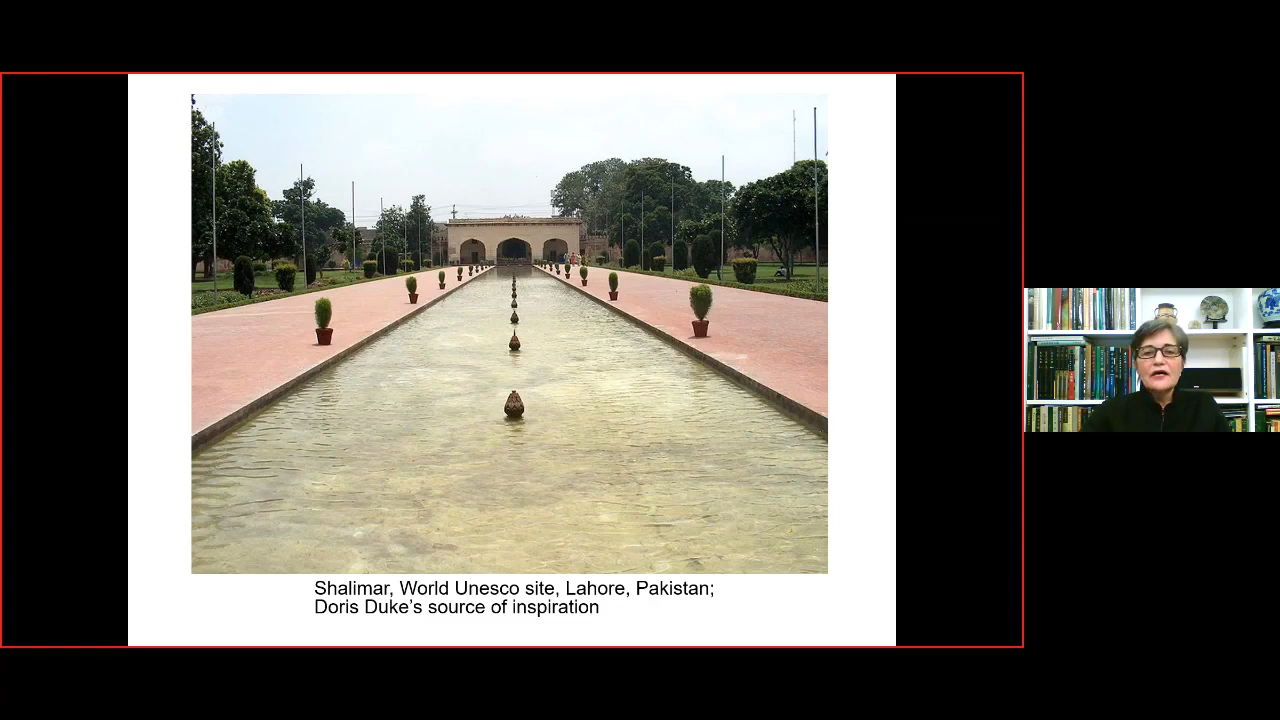 Shalimar, World Unesco site, Lahore, Pakistan;
Doris Duke’s source of inspiration